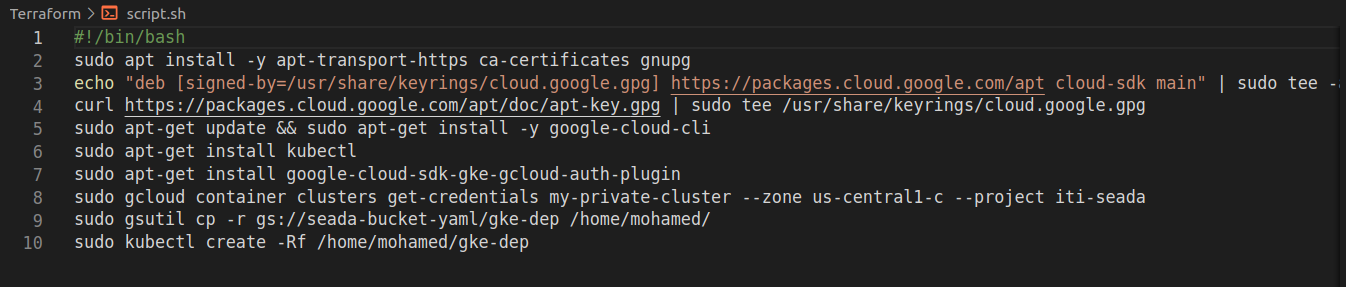 Terraform > script.sh
1 #!/bin/bash
2 sudo apt install -y apt-transport-https ca-certificates gnupg
3 echo "deb [signed-by=/usr/share/keyrings/cloud.google.gpg] https://packages.cloud.google.com/apt cloud-sdk main" | sudo tee -
4 curl https://packages.cloud.google.com/apt/doc/apt-key.gpg | sudo tee /usr/share/keyrings/cloud.google.gpg
5 sudo apt-get update && sudo apt-get install -y google-cloud-cli
6 sudo apt-get install kubectl
7 sudo apt-get install google-cloud-sdk-gke-gcloud-auth-plugin
8 sudo gcloud container clusters get-credentials my-private-cluster --zone us-central1-c --project iti-seada
9 sudo gsutil cp -r gs://seada-bucket-yaml/gke-dep /home/mohamed/
10 sudo kubectl create -Rf /home/mohamed/gke-dep